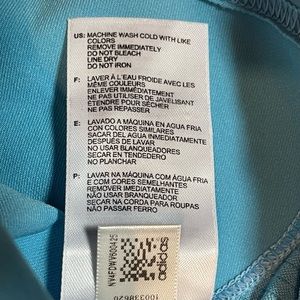 US: MACHINE WASH COLD WITH LIKE
COLORS
REMOVE IMMEDIATELY
DO NOT BLEACH
LINE DRY
DO NOT IRON
F: LAVER À L'EAU FROIDE AVEC LES
MÊME COULEURS
ENLEVER IMMÉDIATEMENT
NE PAS UTILISER DE JAVELISANT
ÉTENDRE POUR SÉCHER
NE PAS REPASSER
E: LAVADO A MÁQUINA EN AGUA FRIA
CON COLORES SIMILARES
SACAR DEL AGUA INMEDIATAMENTE
DESPUÉS DE LAVAR
NO USAR BLANQUEADORES
SECAR EN TENDEDERO
NO PLANCHAR
P: LAVAR NA MÁQUINA COM ÁGUA FRIA
E COM CORES SEMELHANTES
REMOVER IMEDIATAMENTE
NÃO USAR BRANQUEADORES
SECAR NA CORDA PARA ROUPAS
NÃO PASSAR FERRO
adidas